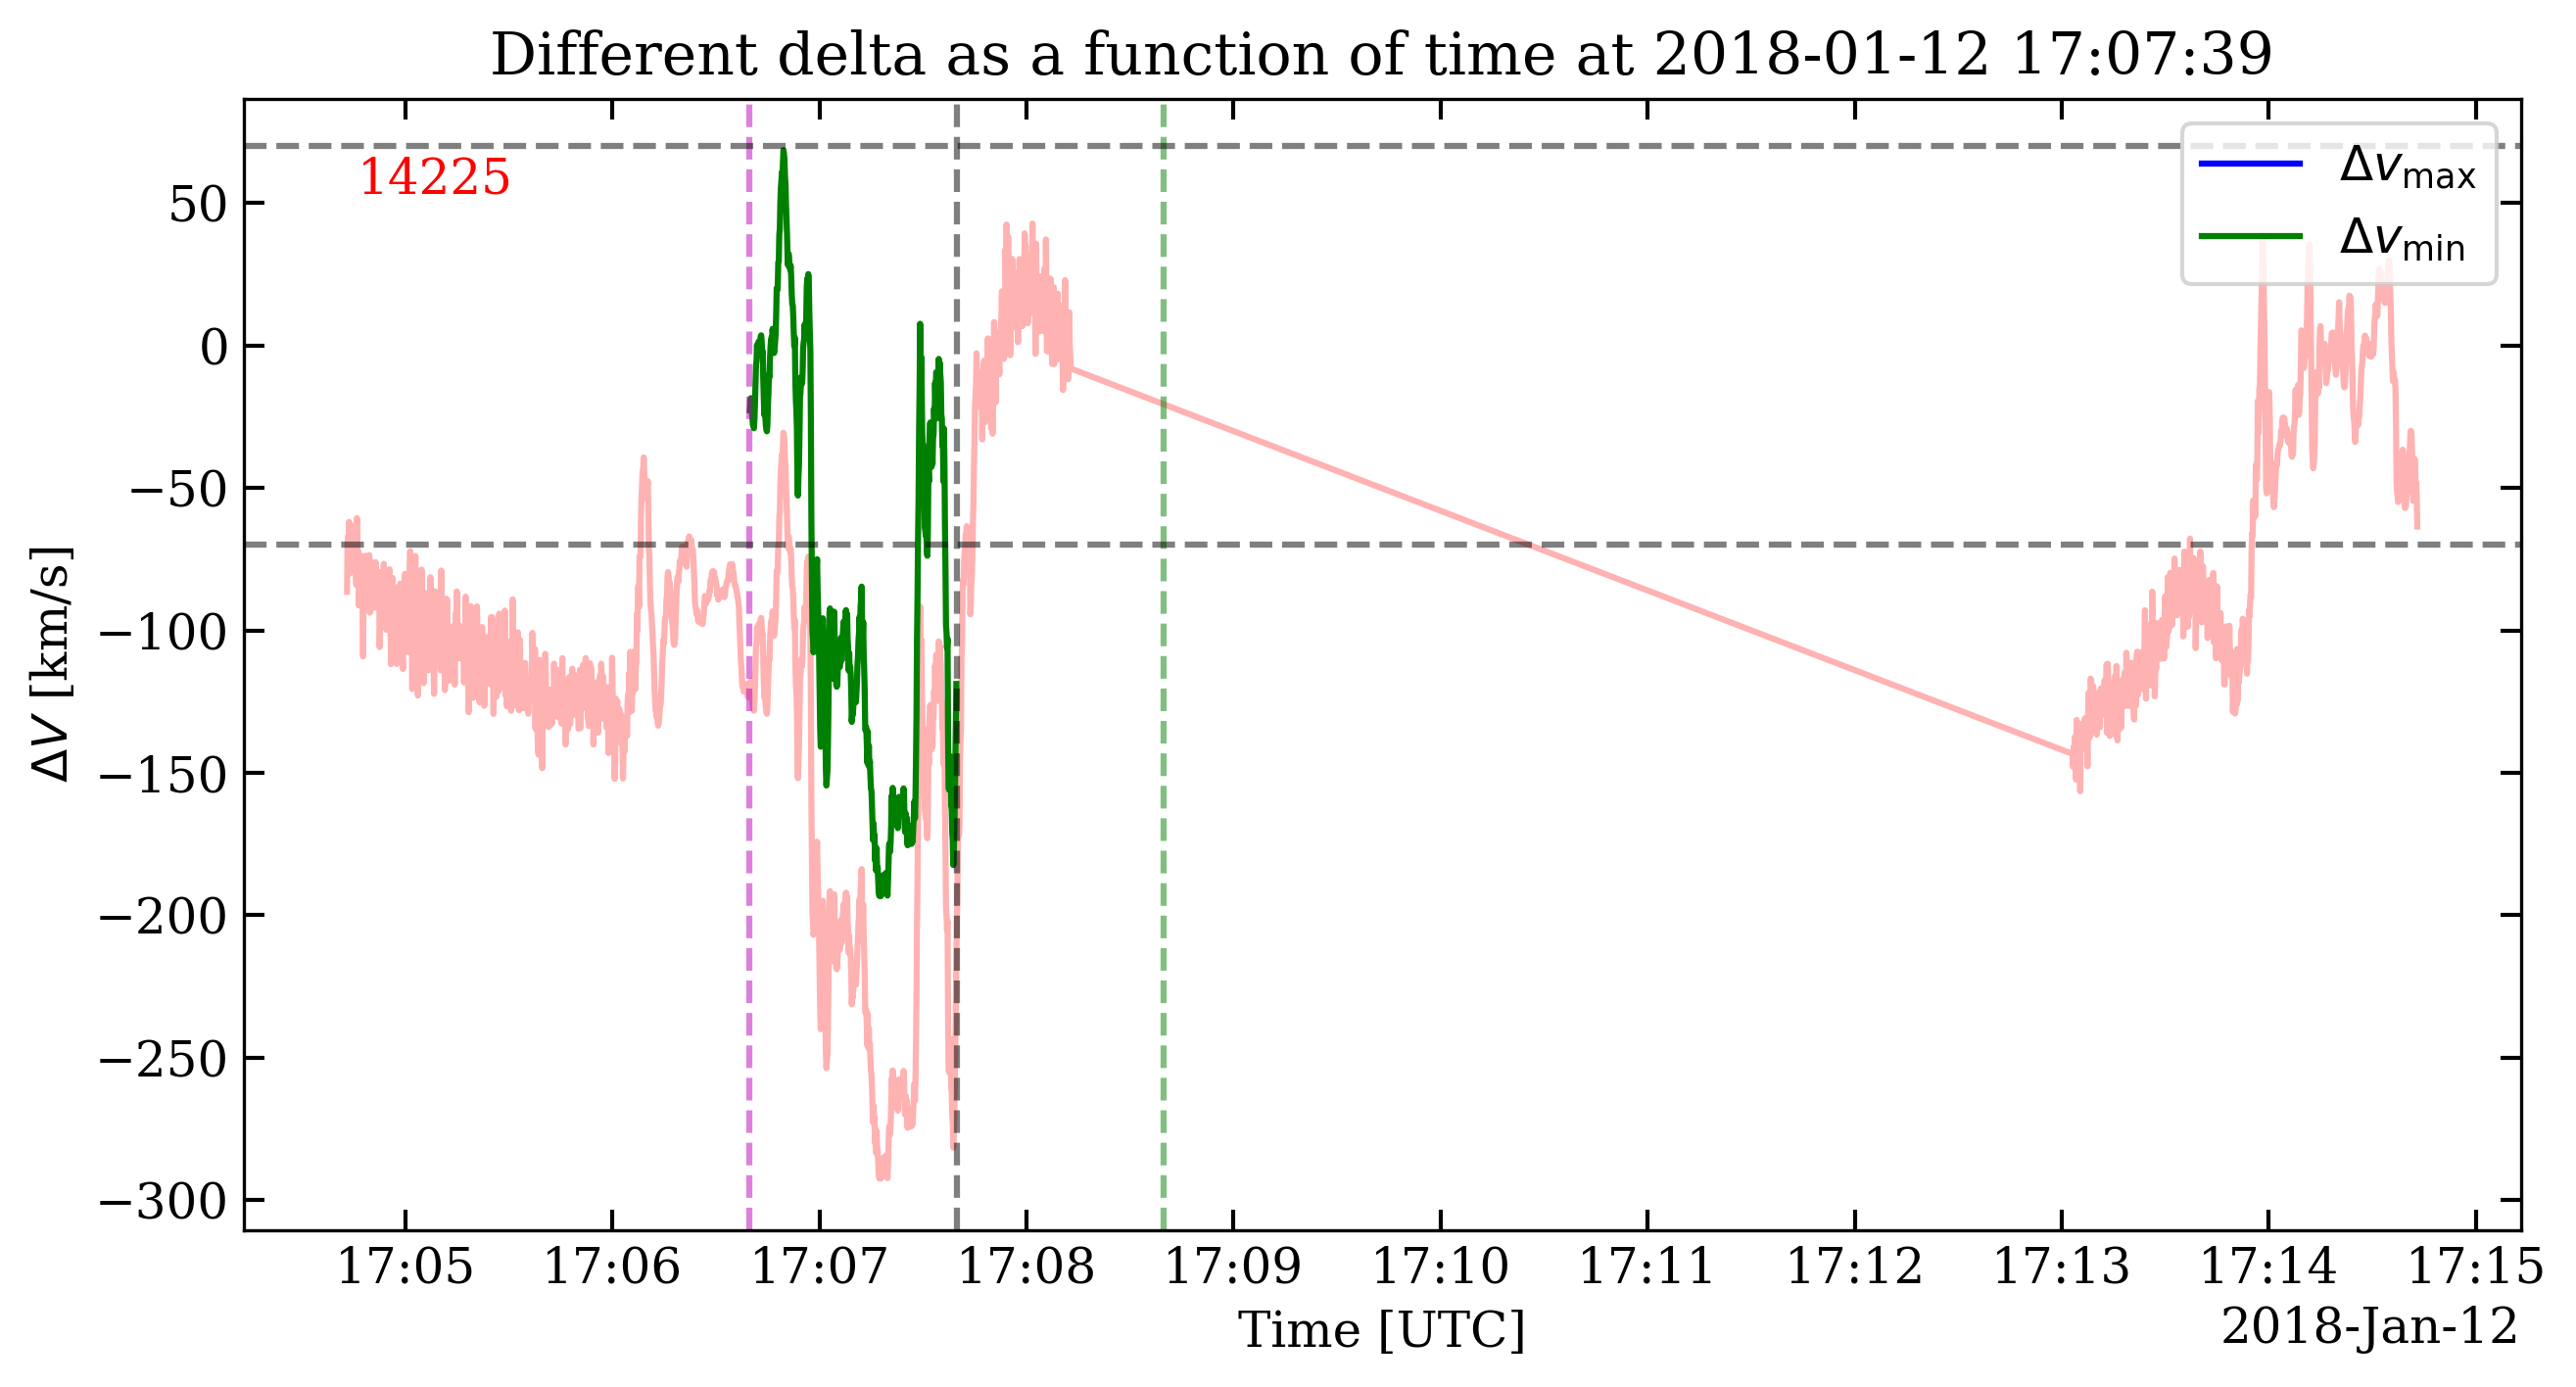 Different delta as a function of time at 2018-01-12 17:07:39
14225
Δv_max
Δv_min
ΔV [km/s]
50
0
−50
−100
−150
−200
−250
−300
17:05 17:06 17:07 17:08 17:09 17:10 17:11 17:12 17:13 17:14 17:15
Time [UTC]
2018-Jan-12